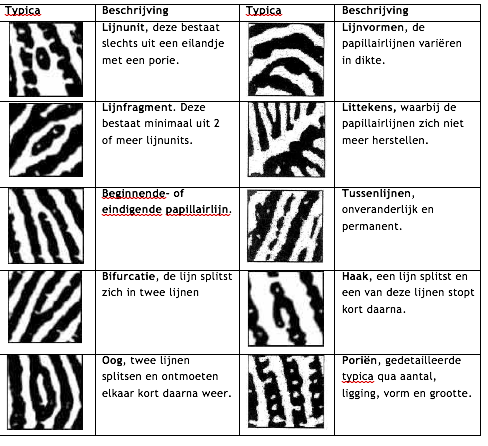 Typica Beschrijving Typica Beschrijving
Lijnunit, deze bestaat
slechts uit een eilandje
met een porie.
Lijnvormen, de
papillairlijnen variëren
in dikte.
Lijnfragment. Deze
bestaat minimaal uit 2
of meer lijnunits.
Littekens, waarbij de
papillairlijnen zich niet
meer herstellen.
Beginnende- of
eindigende papillairlijn.
Tussenlijnen,
onveranderlijk en
permanent.
Bifurcatie, de lijn splitst
zich in twee lijnen
Haak, een lijn splitst en
een van deze lijnen stopt
kort daarna.
Oog, twee lijnen
splitsen en ontmoeten
elkaar kort daarna weer.
Poriën, gedetailleerde
typica qua aantal,
ligging, vorm en grootte.